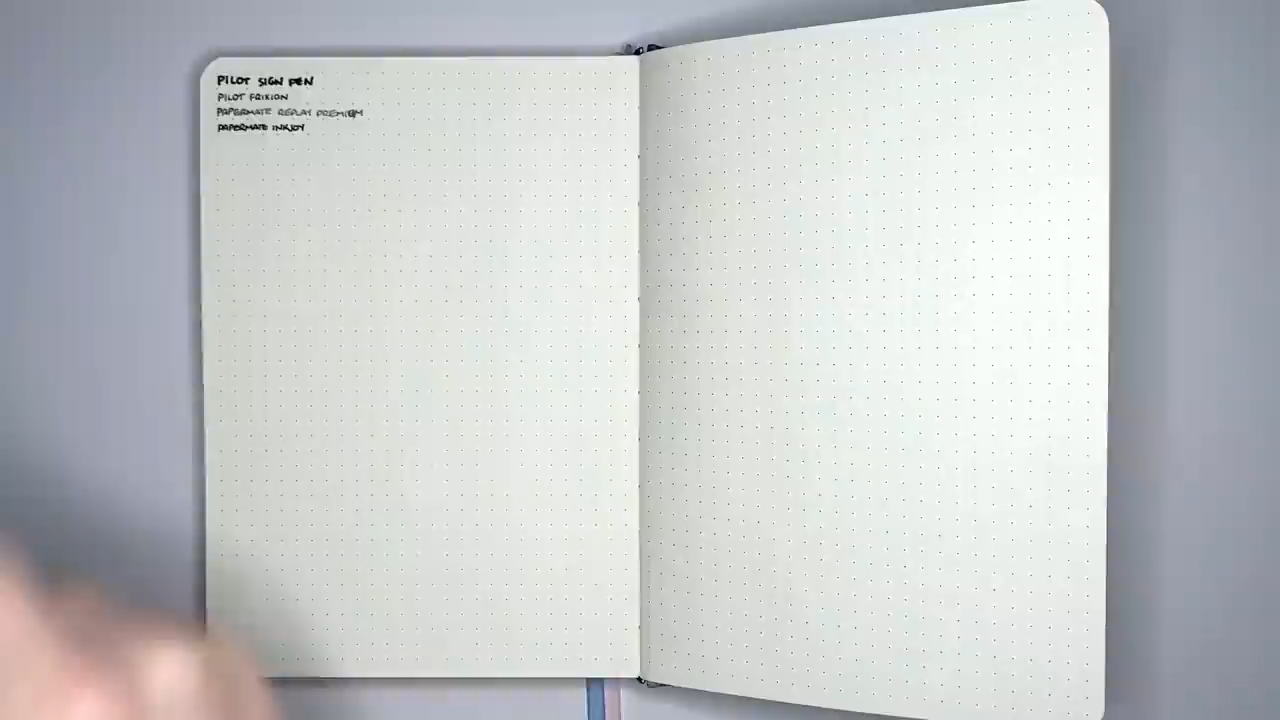 PILOT SIGN PEN
PILOT FRIXION
PAPERMATE REPLAY PREMIUM
PAPERMATE INKJOY